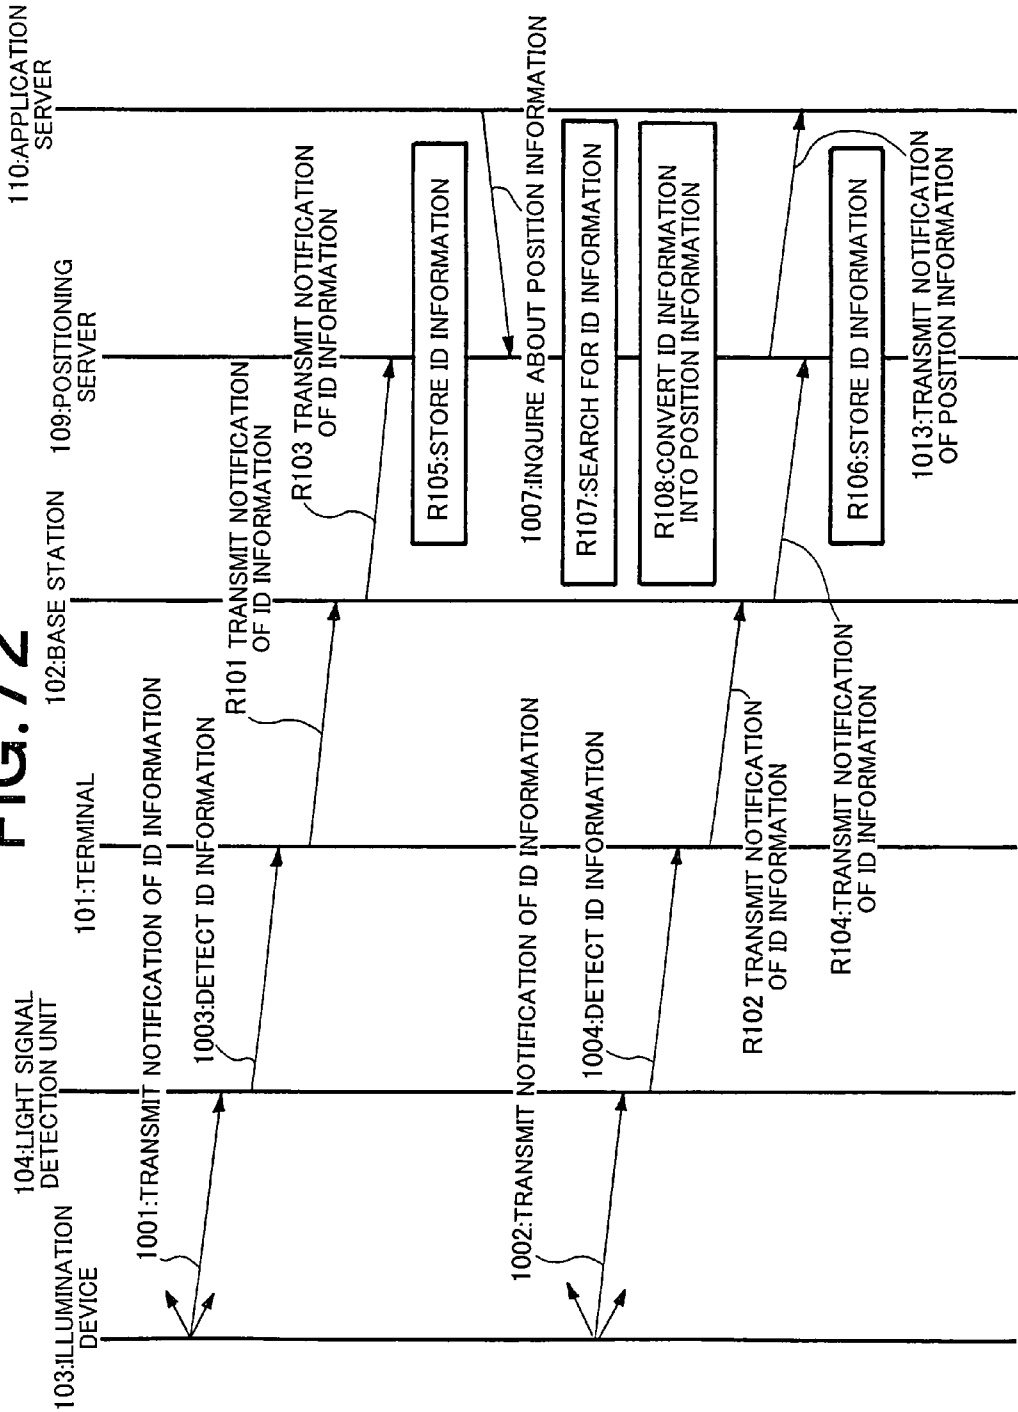 FIG.72
103:ILLUMINATION
DEVICE
104:LIGHT SIGNAL
DETECTION UNIT
101:TERMINAL
102:BASE STATION
109:POSITIONING
SERVER
110:APPLICATION
SERVER
1001:TRANSMIT NOTIFICATION OF ID INFORMATION
1003:DETECT ID INFORMATION
R101 TRANSMIT NOTIFICATION
OF ID INFORMATION
R103 TRANSMIT NOTIFICATION
OF ID INFORMATION
R105:STORE ID INFORMATION
1007:INQUIRE ABOUT POSITION INFORMATION
R107:SEARCH FOR ID INFORMATION
R108:CONVERT ID INFORMATION
INTO POSITION INFORMATION
1002:TRANSMIT NOTIFICATION OF ID INFORMATION
1004:DETECT ID INFORMATION
R102 TRANSMIT NOTIFICATION
OF ID INFORMATION
R104:TRANSMIT NOTIFICATION
OF ID INFORMATION
R106:STORE ID INFORMATION
1013:TRANSMIT NOTIFICATION
OF POSITION INFORMATION